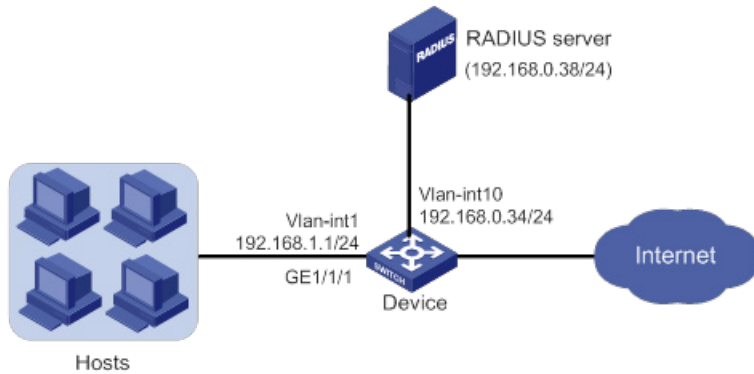 RADIUS
RADIUS server
(192.168.0.38/24)
Vlan-int10
192.168.0.34/24
Vlan-int1
192.168.1.1/24
GE1/1/1
SWITCH
Device
Internet
Hosts